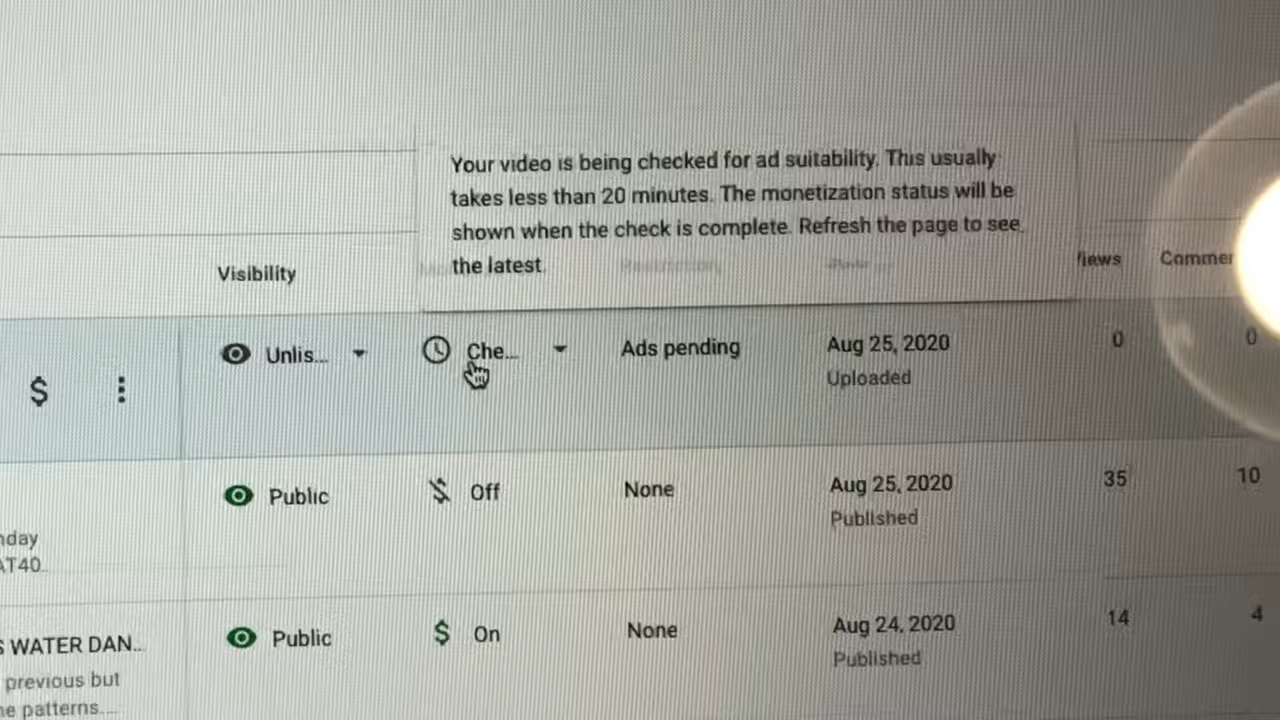 Your video is being checked for ad suitability. This usually
takes less than 20 minutes. The monetization status will be
shown when the check is complete. Refresh the page to see
the latest.
Visibility Restriction Views Commen
Unlis... Che... Ads pending Aug 25, 2020 0 0
Uploaded
$
Public Off None Aug 25, 2020 35 10
Published
nday
AT40...
Public $ On None Aug 24, 2020 14 4
Published
S WATER DAN...
previous but
ne patterns....